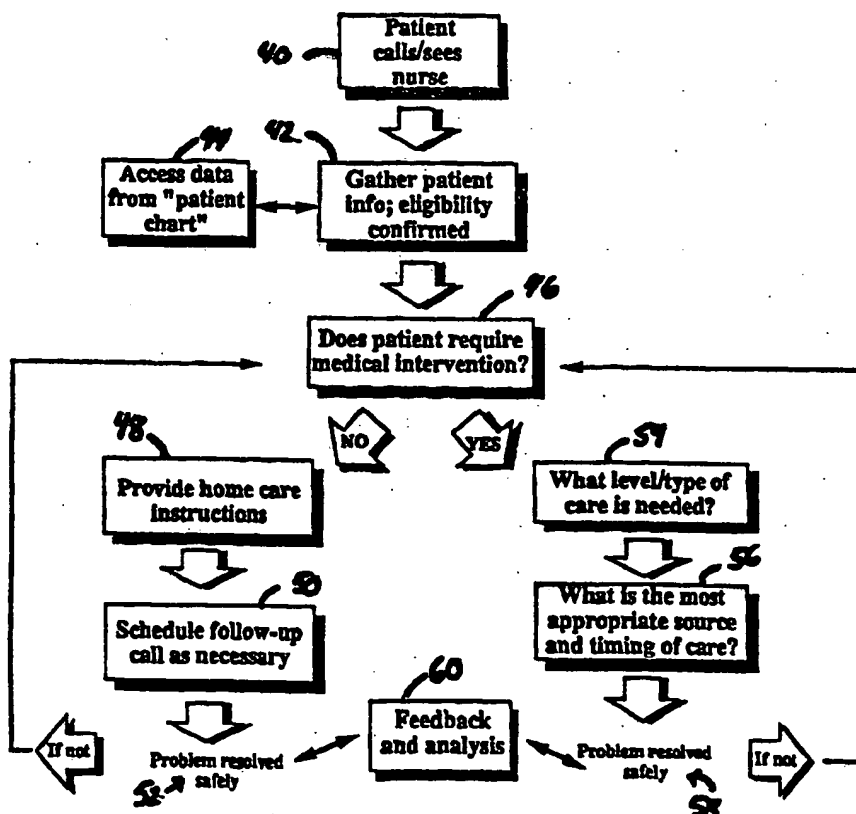 Patient
calls/sees
nurse
40
44
42
Access data
from "patient
chart"
Gather patient
info; eligibility
confirmed
46
Does patient require
medical intervention?
NO
YES
48
54
Provide home care
instructions
What level/type of
care is needed?
50
56
Schedule follow-up
call as necessary
What is the most
appropriate source
and timing of care?
60
Feedback
and analysis
If not
Problem resolved
safely
52
Problem resolved
safely
58
If not